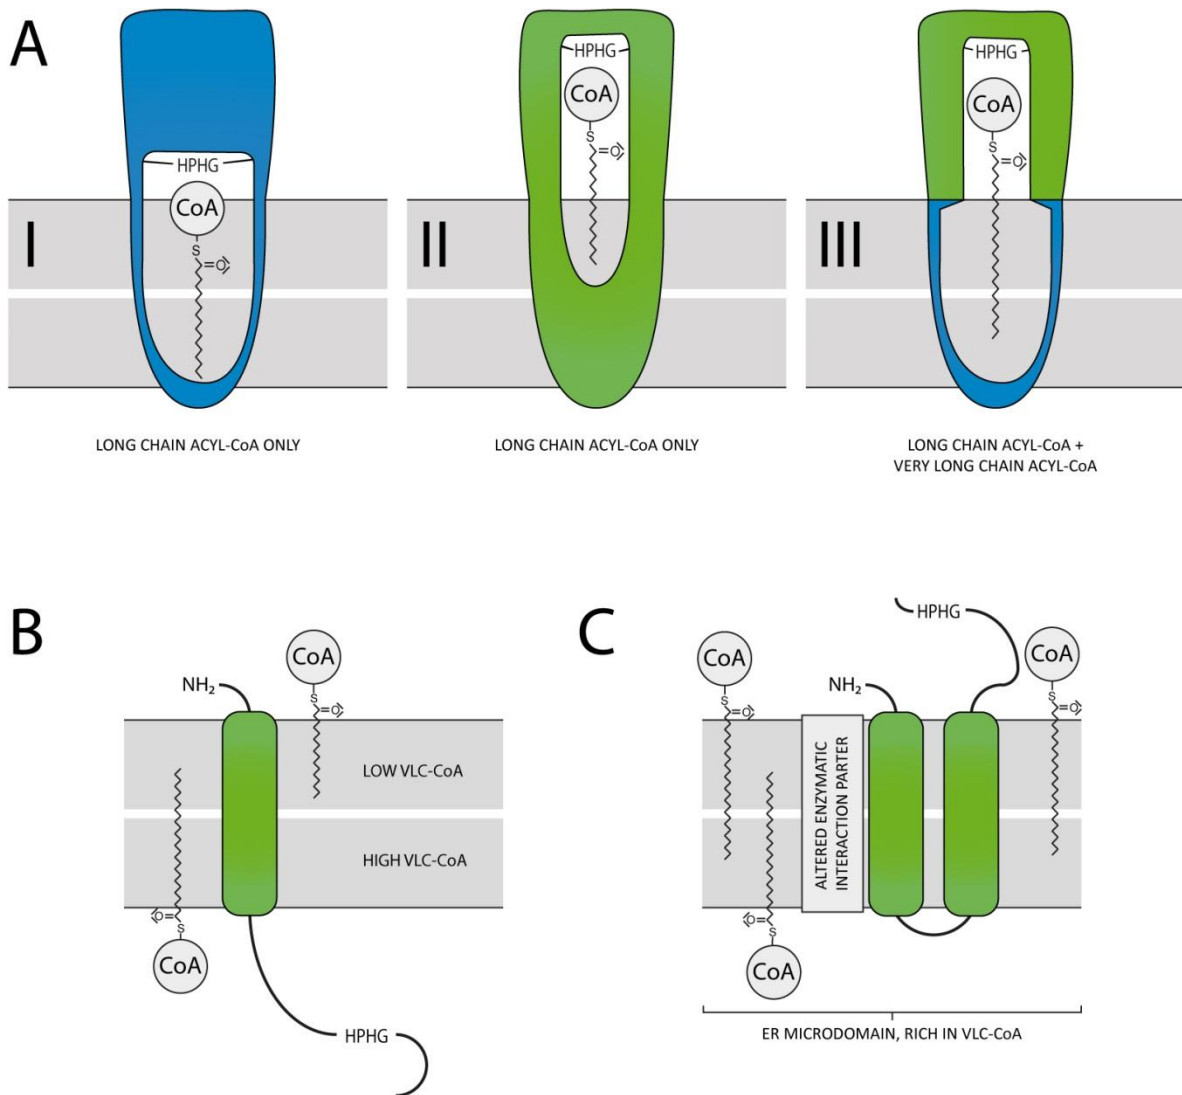 A
HPHG
CoA
S
=O
I
LONG CHAIN ACYL-CoA ONLY
HPHG
CoA
S
=O
II
LONG CHAIN ACYL-CoA ONLY
HPHG
CoA
S
=O
III
LONG CHAIN ACYL-CoA +
VERY LONG CHAIN ACYL-CoA
B
CoA
S
=O
NH₂
LOW VLC-CoA
HIGH VLC-CoA
O=
S
CoA
HPHG
C
HPHG
CoA
S
=O
NH₂
CoA
S
=O
ALTERED ENZYMATIC
INTERACTION PARTER
O=
S
CoA
ER MICRODOMAIN, RICH IN VLC-CoA